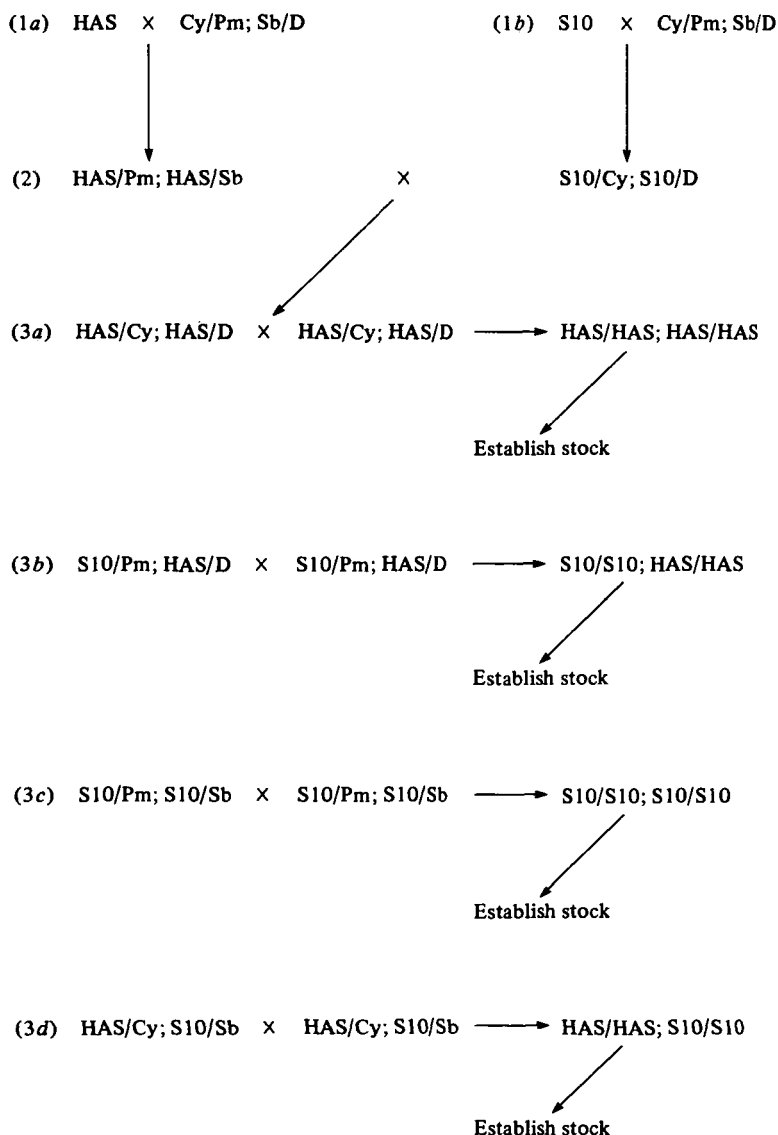 (1a) HAS × Cy/Pm; Sb/D (1b) S10 × Cy/Pm; Sb/D
(2) HAS/Pm; HAS/Sb × S10/Cy; S10/D
(3a) HAS/Cy; HAS/D × HAS/Cy; HAS/D HAS/HAS; HAS/HAS
Establish stock
(3b) S10/Pm; HAS/D × S10/Pm; HAS/D S10/S10; HAS/HAS
Establish stock
(3c) S10/Pm; S10/Sb × S10/Pm; S10/Sb S10/S10; S10/S10
Establish stock
(3d) HAS/Cy; S10/Sb × HAS/Cy; S10/Sb HAS/HAS; S10/S10
Establish stock